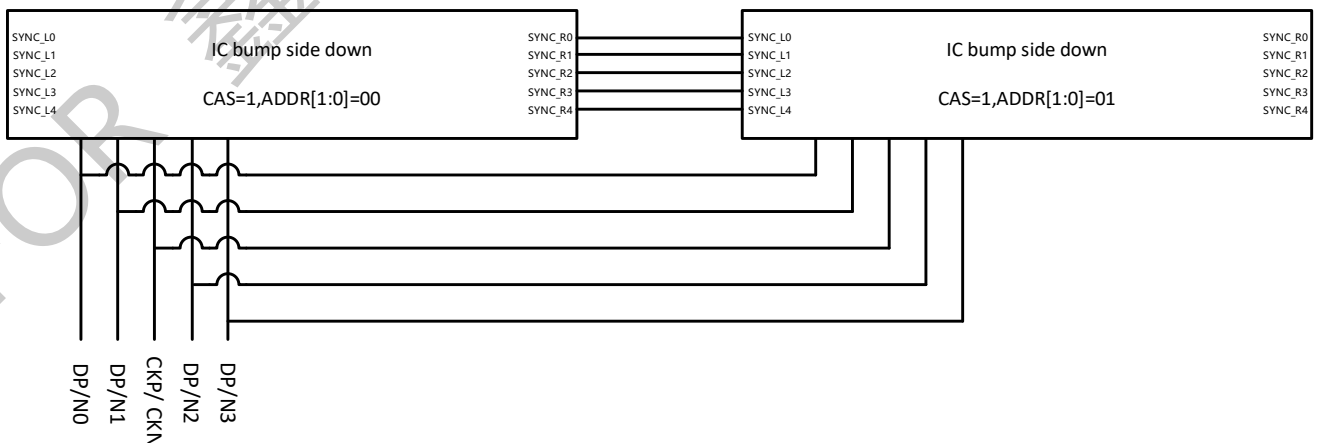 SYNC_L0
SYNC_L1
SYNC_L2
SYNC_L3
SYNC_L4
IC bump side down
CAS=1,ADDR[1:0]=00
SYNC_R0
SYNC_R1
SYNC_R2
SYNC_R3
SYNC_R4
SYNC_L0
SYNC_L1
SYNC_L2
SYNC_L3
SYNC_L4
IC bump side down
CAS=1,ADDR[1:0]=01
SYNC_R0
SYNC_R1
SYNC_R2
SYNC_R3
SYNC_R4
DP/N0
DP/N1
CKP/ CKN
DP/N2
DP/N3
OR